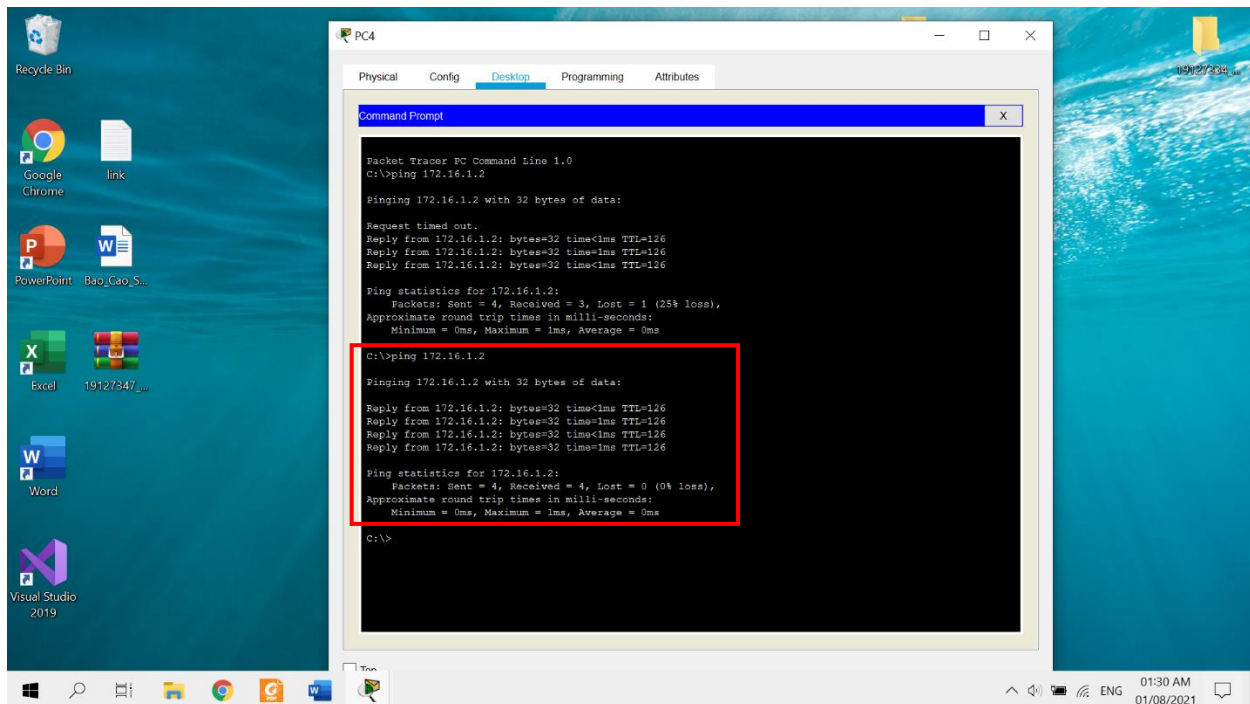 Recycle Bin
Google
Chrome
link
PowerPoint
Bao_Cao_S...
Excel
19127347_...
Word
Visual Studio
2019
19127334_...
PC4
Physical
Config
Desktop
Programming
Attributes
Command Prompt
X
Packet Tracer PC Command Line 1.0
C:\>ping 172.16.1.2
Pinging 172.16.1.2 with 32 bytes of data:
Request timed out.
Reply from 172.16.1.2: bytes=32 time<1ms TTL=126
Reply from 172.16.1.2: bytes=32 time=1ms TTL=126
Reply from 172.16.1.2: bytes=32 time<1ms TTL=126
Ping statistics for 172.16.1.2:
Packets: Sent = 4, Received = 3, Lost = 1 (25% loss),
Approximate round trip times in milli-seconds:
Minimum = 0ms, Maximum = 1ms, Average = 0ms
C:\>ping 172.16.1.2
Pinging 172.16.1.2 with 32 bytes of data:
Reply from 172.16.1.2: bytes=32 time<1ms TTL=126
Reply from 172.16.1.2: bytes=32 time=1ms TTL=126
Reply from 172.16.1.2: bytes=32 time<1ms TTL=126
Reply from 172.16.1.2: bytes=32 time=1ms TTL=126
Ping statistics for 172.16.1.2:
Packets: Sent = 4, Received = 4, Lost = 0 (0% loss),
Approximate round trip times in milli-seconds:
Minimum = 0ms, Maximum = 1ms, Average = 0ms
C:\>
Top
ENG
01:30 AM
01/08/2021